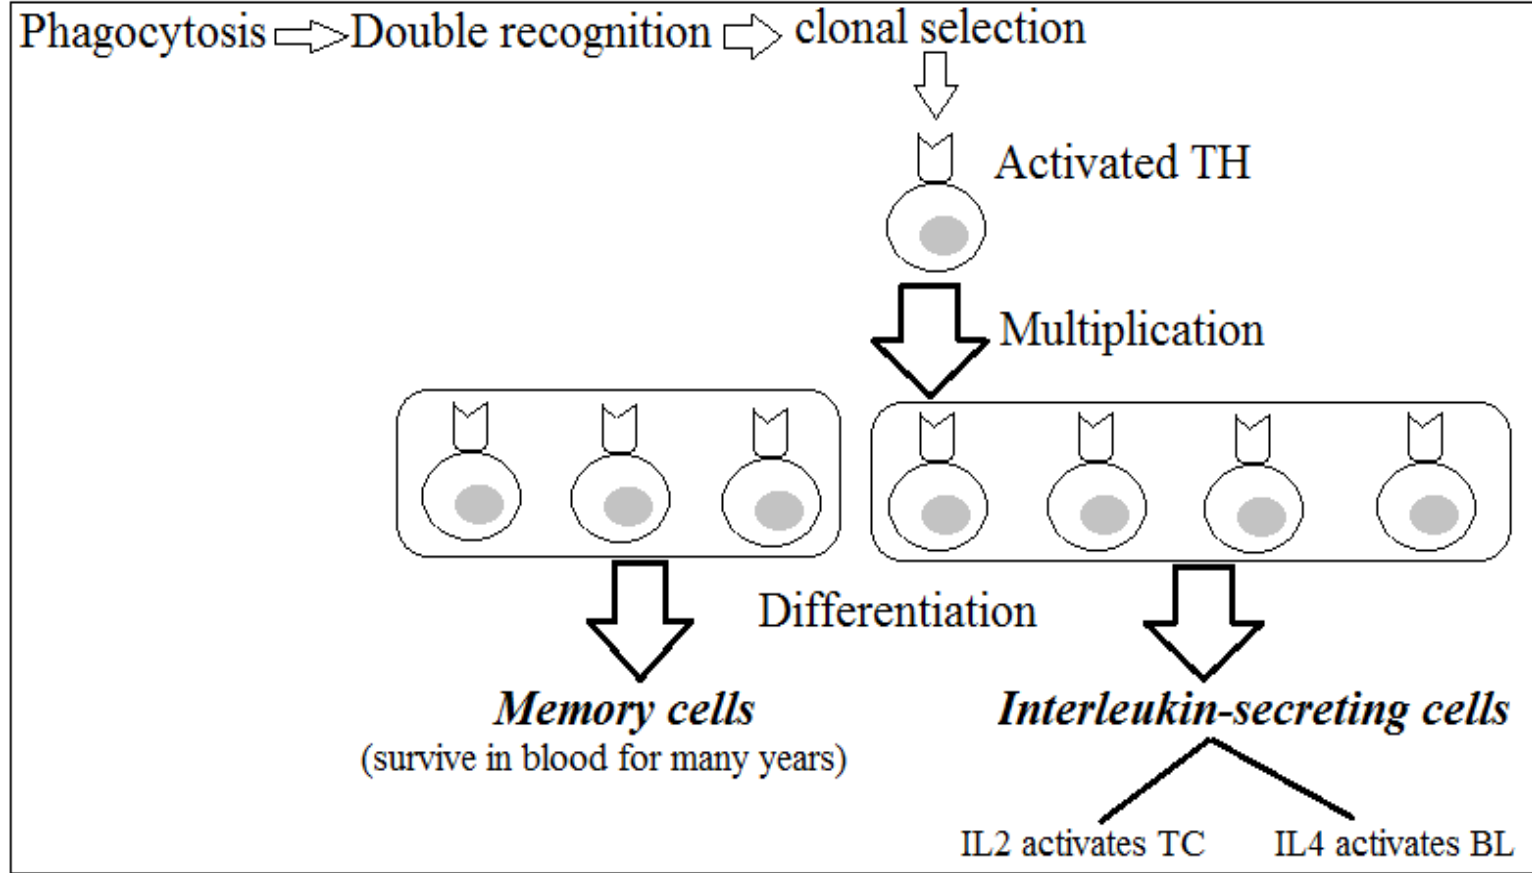 Phagocytosis Double recognition clonal selection
Activated TH
Multiplication
Differentiation
Memory cells Interleukin-secreting cells
(survive in blood for many years)
IL2 activates TC IL4 activates BL